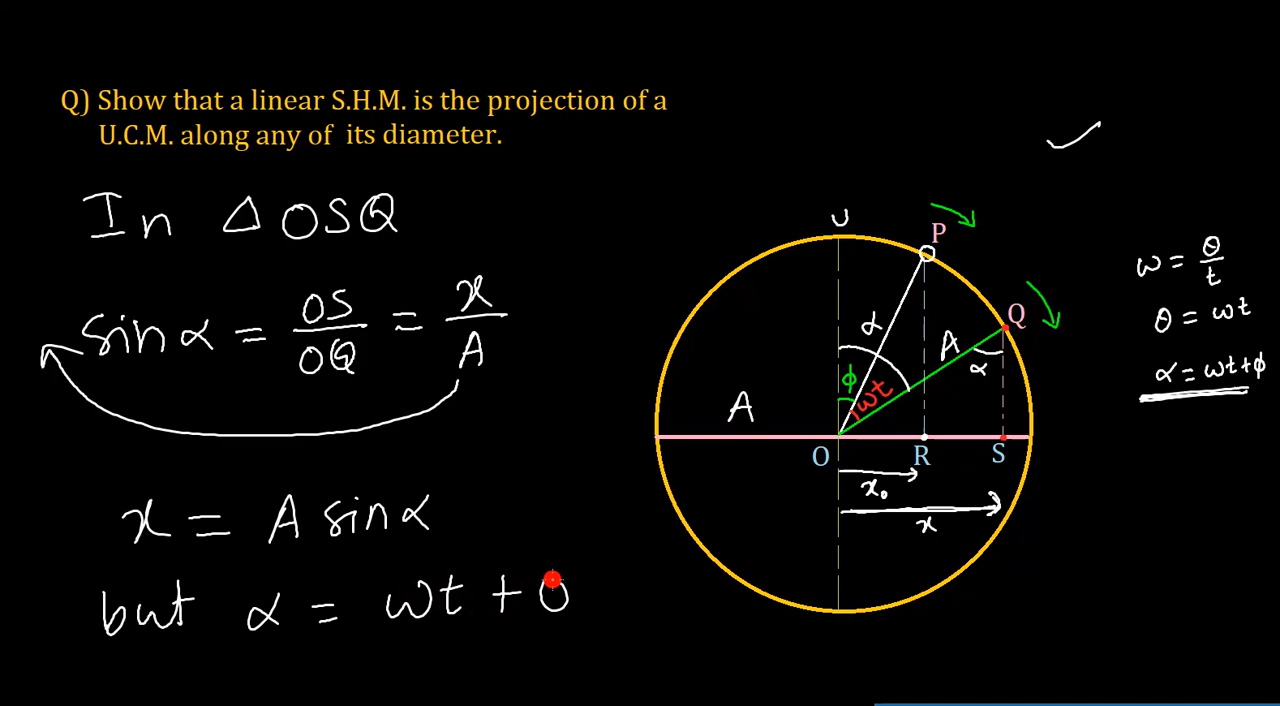 Q) Show that a linear S.H.M. is the projection of a
U.C.M. along any of its diameter.
In △ OSQ
sin α = OS/OQ = x/A
x = A sin α
but α = ωt +
U
P
Q
α
A
α
ϕ
ωt
A
O
R
S
x₀
x
ω = θ/t
θ = ωt
α = ωt + ϕ